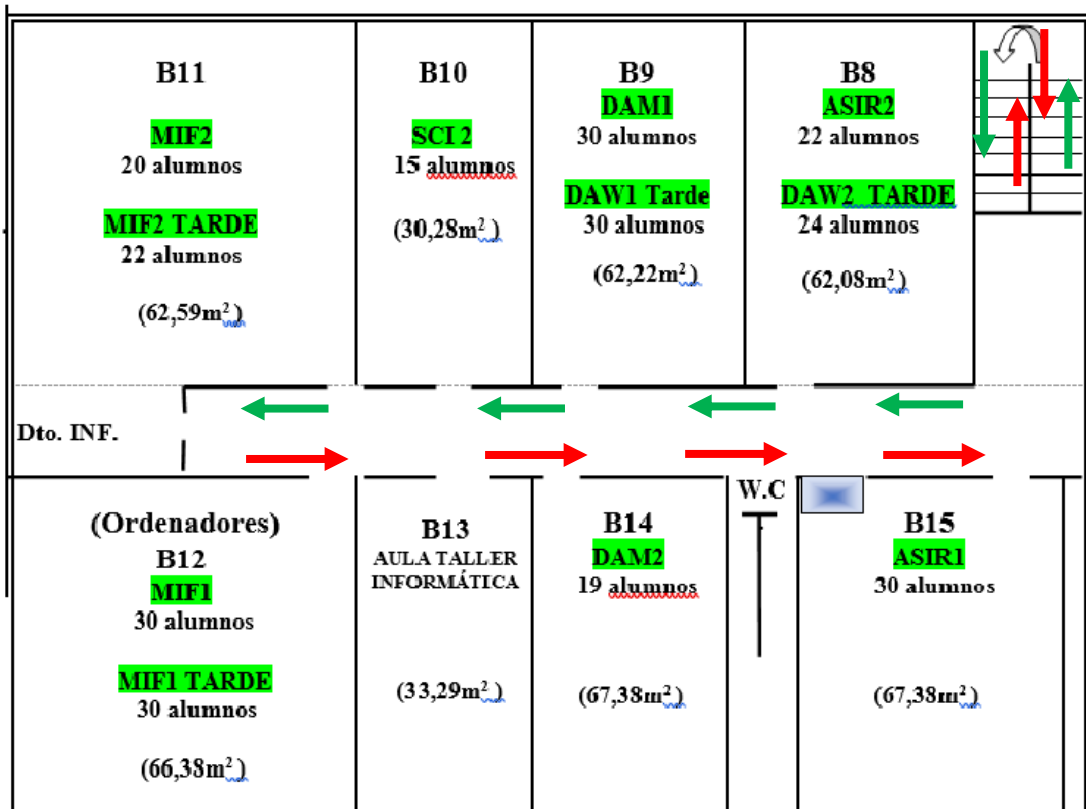 B11
MIF2
20 alumnos
MIF2 TARDE
22 alumnos
(62,59m²)
B10
SCI 2
15 alumnos
(30,28m²)
B9
DAM1
30 alumnos
DAW1 Tarde
30 alumnos
(62,22m²)
B8
ASIR2
22 alumnos
DAW2 TARDE
24 alumnos
(62,08m²)
Dto. INF.
(Ordenadores)
B12
MIF1
30 alumnos
MIF1 TARDE
30 alumnos
(66,38m²)
B13
AULA TALLER
INFORMÁTICA
(33,29m²)
B14
DAM2
19 alumnos
(67,38m²)
W.C
B15
ASIR1
30 alumnos
(67,38m²)